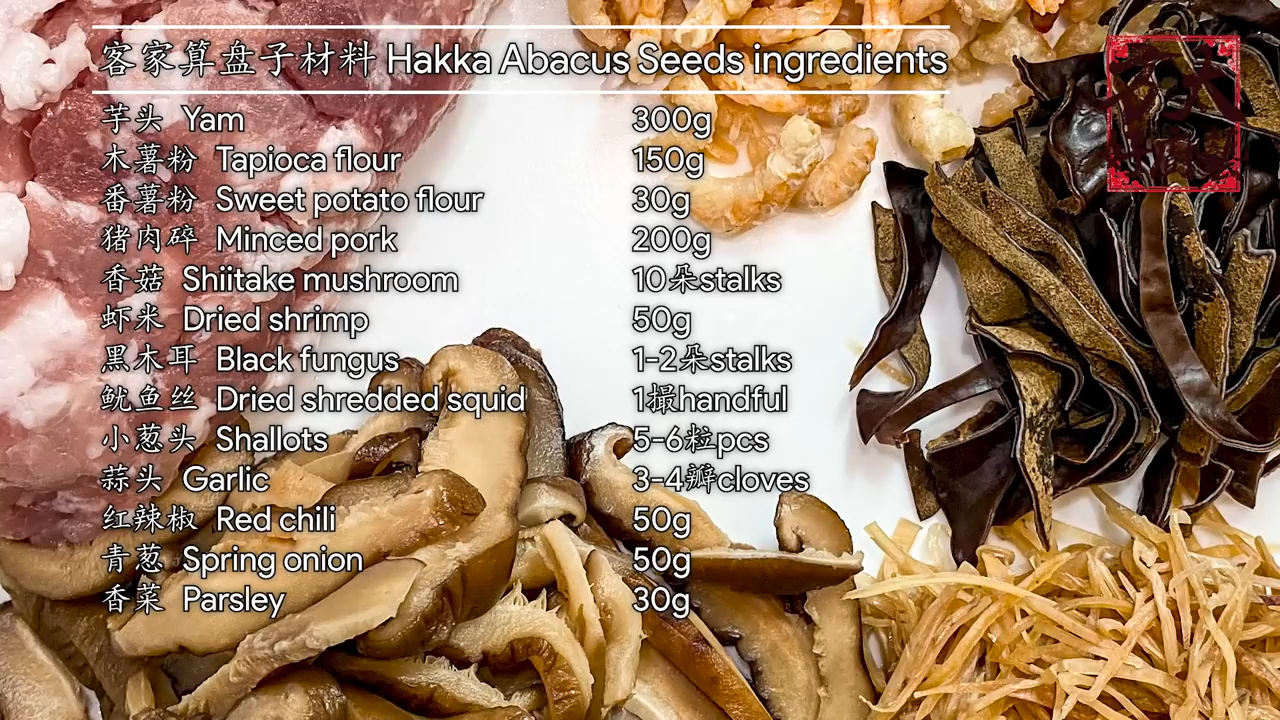 客家算盘子材料 Hakka Abacus Seeds ingredients
芋头 Yam 300g
木薯粉 Tapioca flour 150g
番薯粉 Sweet potato flour 30g
猪肉碎 Minced pork 200g
香菇 Shiitake mushroom 10朵stalks
虾米 Dried shrimp 50g
黑木耳 Black fungus 1-2朵stalks
鱿鱼丝 Dried shredded squid 1撮handful
小葱头 Shallots 5-6粒pcs
蒜头 Garlic 3-4瓣cloves
红辣椒 Red chili 50g
青葱 Spring onion 50g
香菜 Parsley 30g